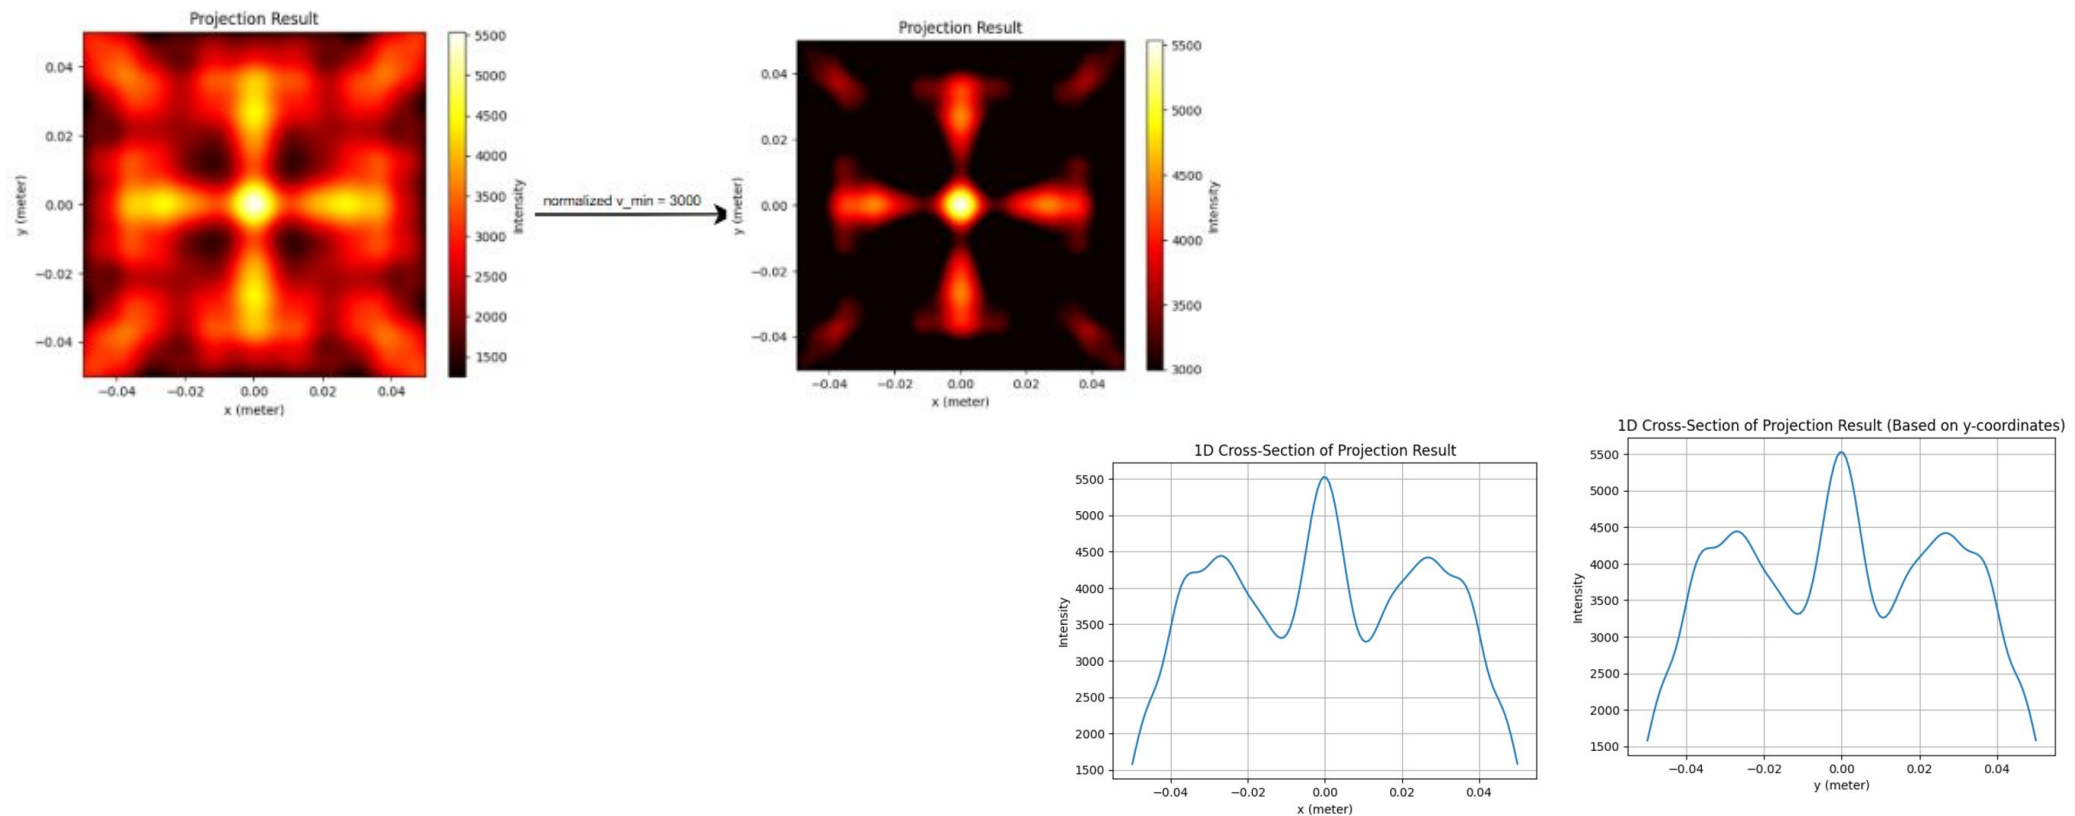 Projection Result
0.04
0.02
0.00
−0.02
−0.04
y (meter)
−0.04 −0.02 0.00 0.02 0.04
x (meter)
5500
5000
4500
4000
3500
3000
2500
2000
1500
Intensity
normalized v_min = 3000
Projection Result
0.04
0.02
0.00
−0.02
−0.04
y (meter)
−0.04 −0.02 0.00 0.02 0.04
x (meter)
5500
5000
4500
4000
3500
3000
Intensity
1D Cross-Section of Projection Result
5500
5000
4500
4000
3500
3000
2500
2000
1500
Intensity
−0.04 −0.02 0.00 0.02 0.04
x (meter)
1D Cross-Section of Projection Result (Based on y-coordinates)
5500
5000
4500
4000
3500
3000
2500
2000
1500
Intensity
−0.04 −0.02 0.00 0.02 0.04
y (meter)